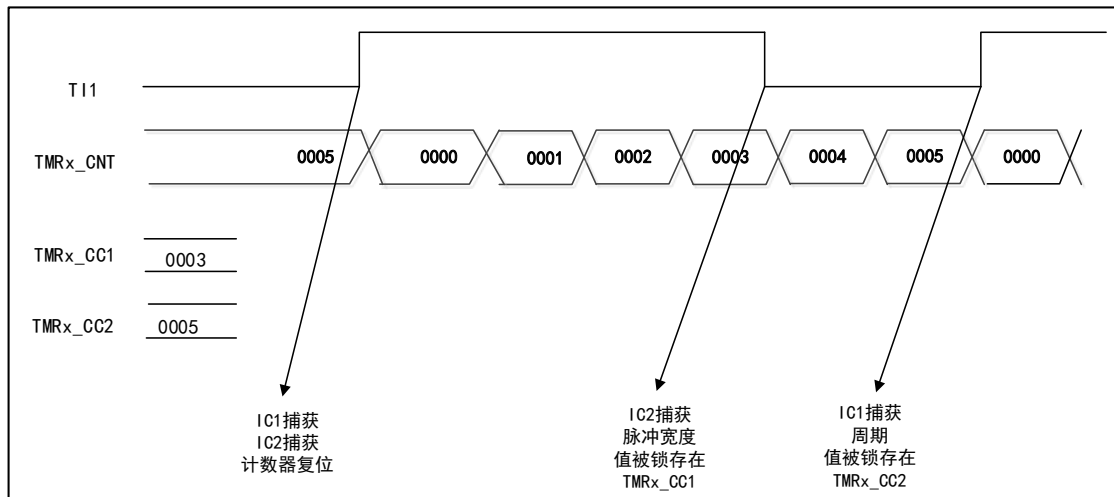 TI1
TMRx_CNT
0005 0000 0001 0002 0003 0004 0005 0000
TMRx_CC1
0003
TMRx_CC2
0005
IC1捕获
IC2捕获
计数器复位
IC2捕获
脉冲宽度
值被锁存在
TMRx_CC1
IC1捕获
周期
值被锁存在
TMRx_CC2